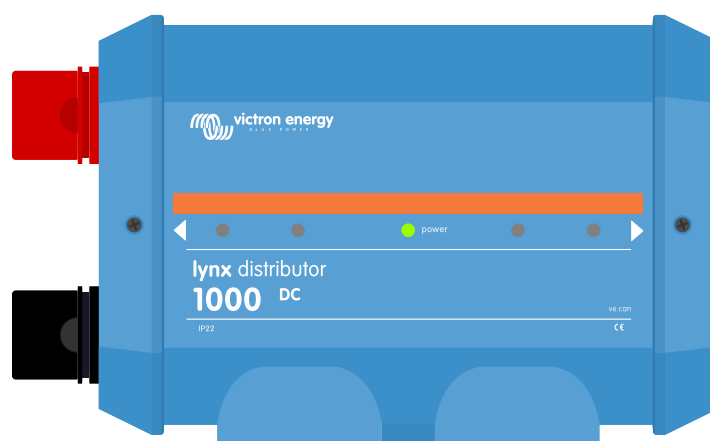 victron energy
BLUE POWER
power
lynx distributor
1000 DC
ve.can
IP22
CE